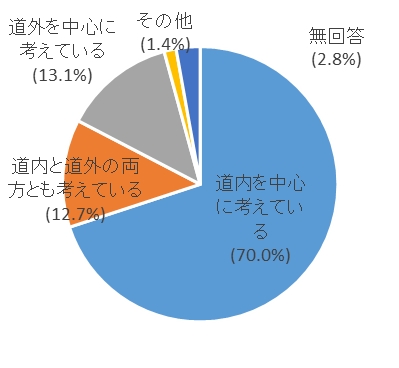 道外を中心に
考えている
(13.1%)
その他
(1.4%)
無回答
(2.8%)
道内と道外の両
方とも考えている
(12.7%)
道内を中心
に考えてい
る
(70.0%)